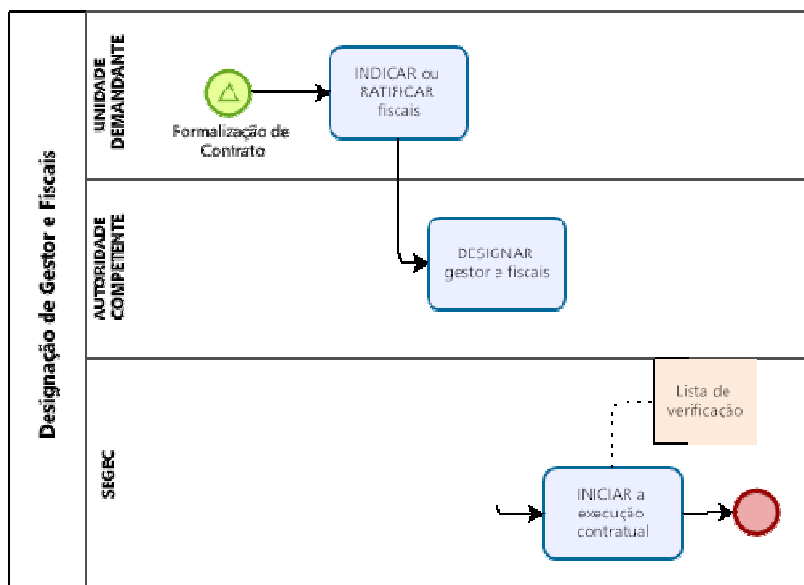 Designação de Gestor e Fiscais
UNIDADE
DEMANDANTE
Formalização de
Contrato
INDICAR ou
RATIFICAR
fiscais
AUTORIDADE
COMPETENTE
DESIGNAR
gestor e fiscais
SEGEC
Lista de
verificação
INICIAR a
execução
contratual